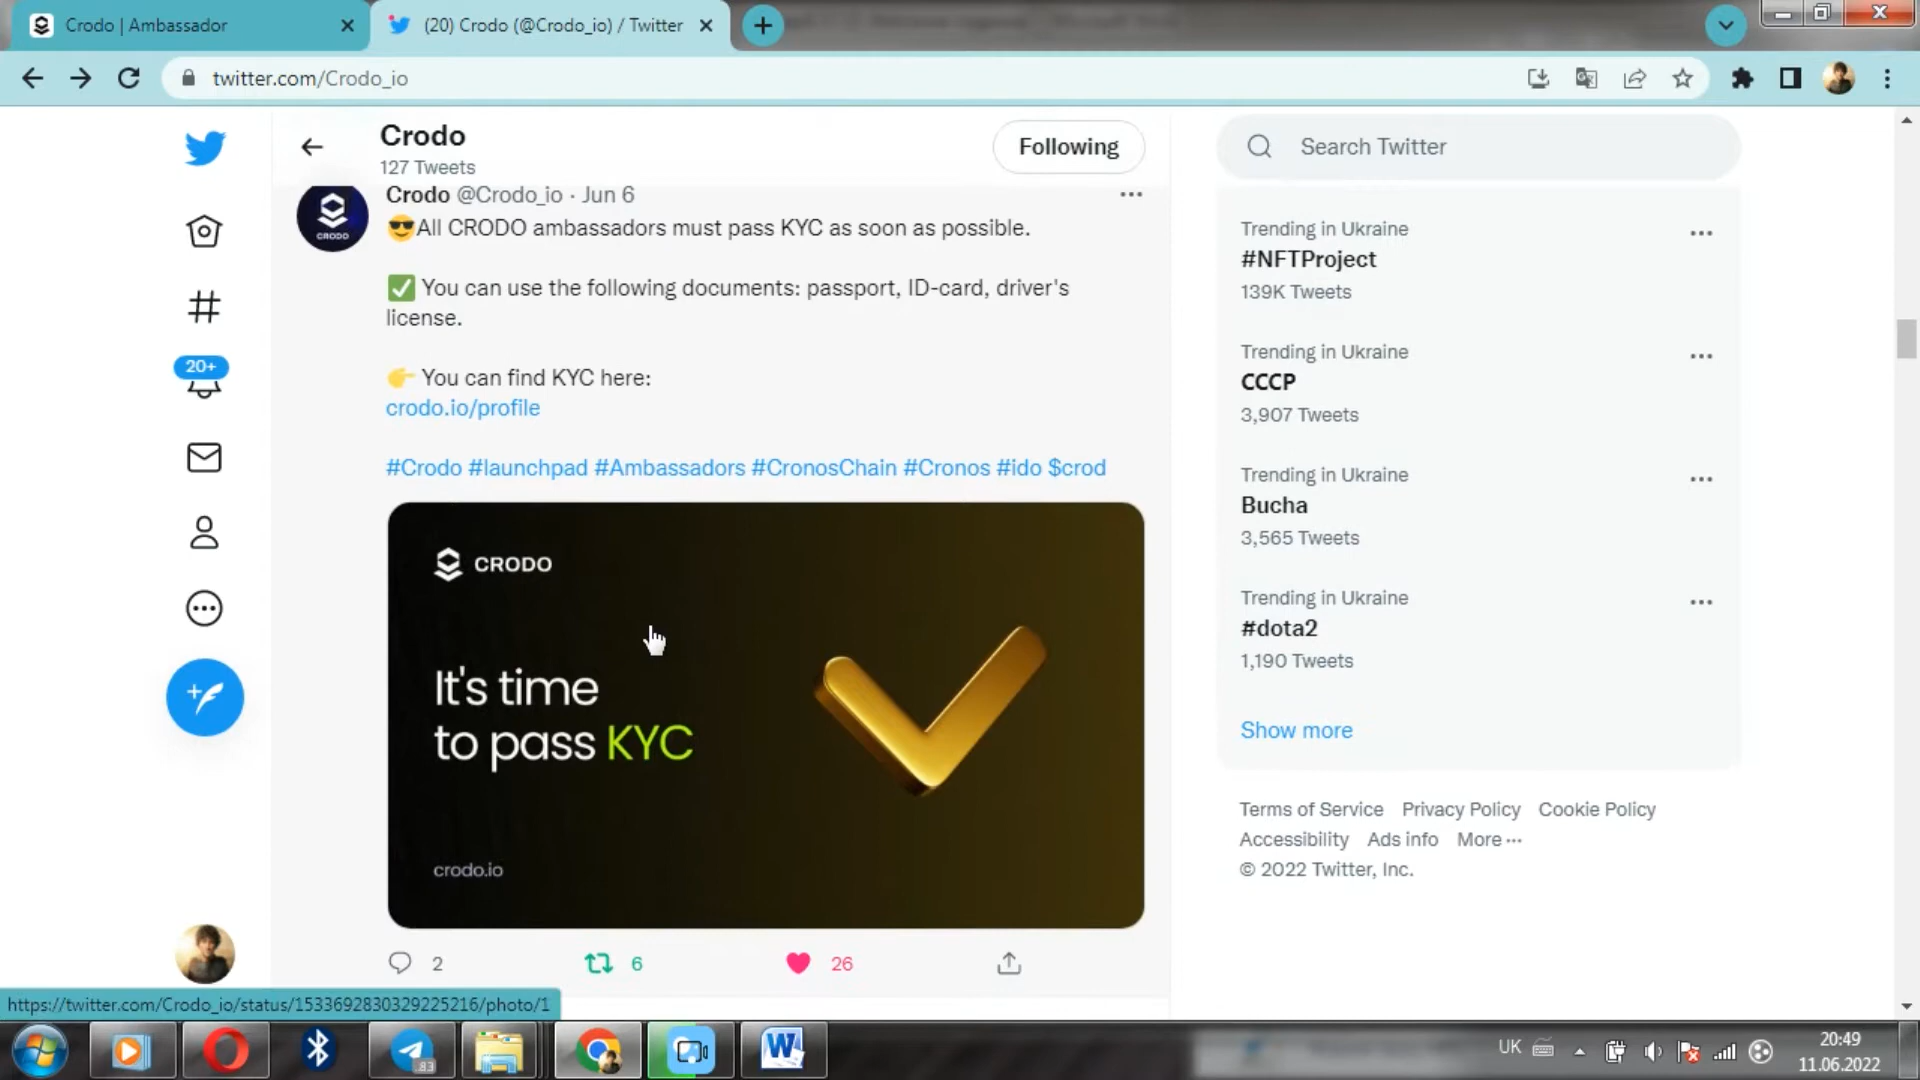 Crodo | Ambassador
(20) Crodo (@Crodo_io) / Twitter
twitter.com/Crodo_io
Crodo
127 Tweets
Following
Search Twitter
Crodo @Crodo_io · Jun 6
😎All CRODO ambassadors must pass KYC as soon as possible.
✅ You can use the following documents: passport, ID-card, driver's
license.
👉 You can find KYC here:
crodo.io/profile
#Crodo #launchpad #Ambassadors #CronosChain #Cronos #ido $crod
CRODO
CRODO
It's time
to pass KYC
crodo.io
2
6
26
20+
Trending in Ukraine
#NFTProject
139K Tweets
Trending in Ukraine
CCCP
3,907 Tweets
Trending in Ukraine
Bucha
3,565 Tweets
Trending in Ukraine
#dota2
1,190 Tweets
Show more
Terms of Service Privacy Policy Cookie Policy
Accessibility Ads info More ···
© 2022 Twitter, Inc.
https://twitter.com/Crodo_io/status/1533692830329225216/photo/1
83
W
UK
20:49
11.06.2022